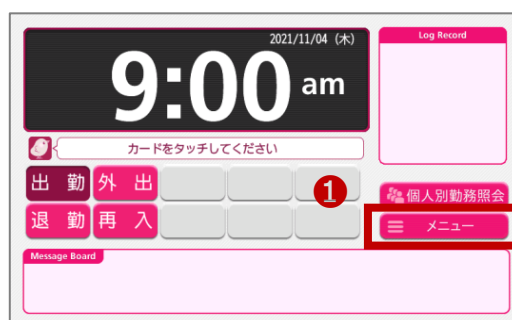 2021/11/04 (木)
9:00 am
Log Record
カードをタッチしてください
出 勤 外 出
1
個人別勤務照会
退 勤 再 入
メニュー
Message Board